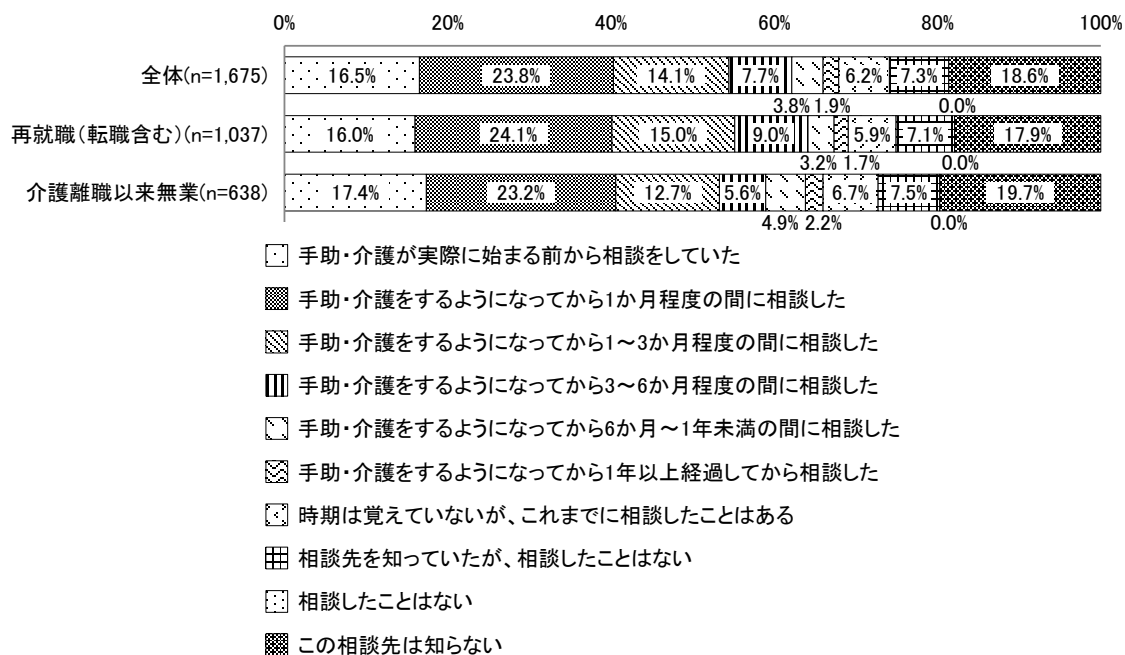 0% 20% 40% 60% 80% 100%
全体(n=1,675) 16.5% 23.8% 14.1% 7.7% 6.2% 7.3% 18.6%
3.8% 1.9% 0.0%
再就職(転職含む)(n=1,037) 16.0% 24.1% 15.0% 9.0% 5.9% 7.1% 17.9%
3.2% 1.7% 0.0%
介護離職以来無業(n=638) 17.4% 23.2% 12.7% 5.6% 6.7% 7.5% 19.7%
4.9% 2.2% 0.0%
手助・介護が実際に始まる前から相談をしていた
手助・介護をするようになってから1か月程度の間に相談した
手助・介護をするようになってから1～3か月程度の間に相談した
手助・介護をするようになってから3～6か月程度の間に相談した
手助・介護をするようになってから6か月～1年未満の間に相談した
手助・介護をするようになってから1年以上経過してから相談した
時期は覚えていないが、これまでに相談したことはある
相談先を知っていたが、相談したことはない
相談したことはない
この相談先は知らない